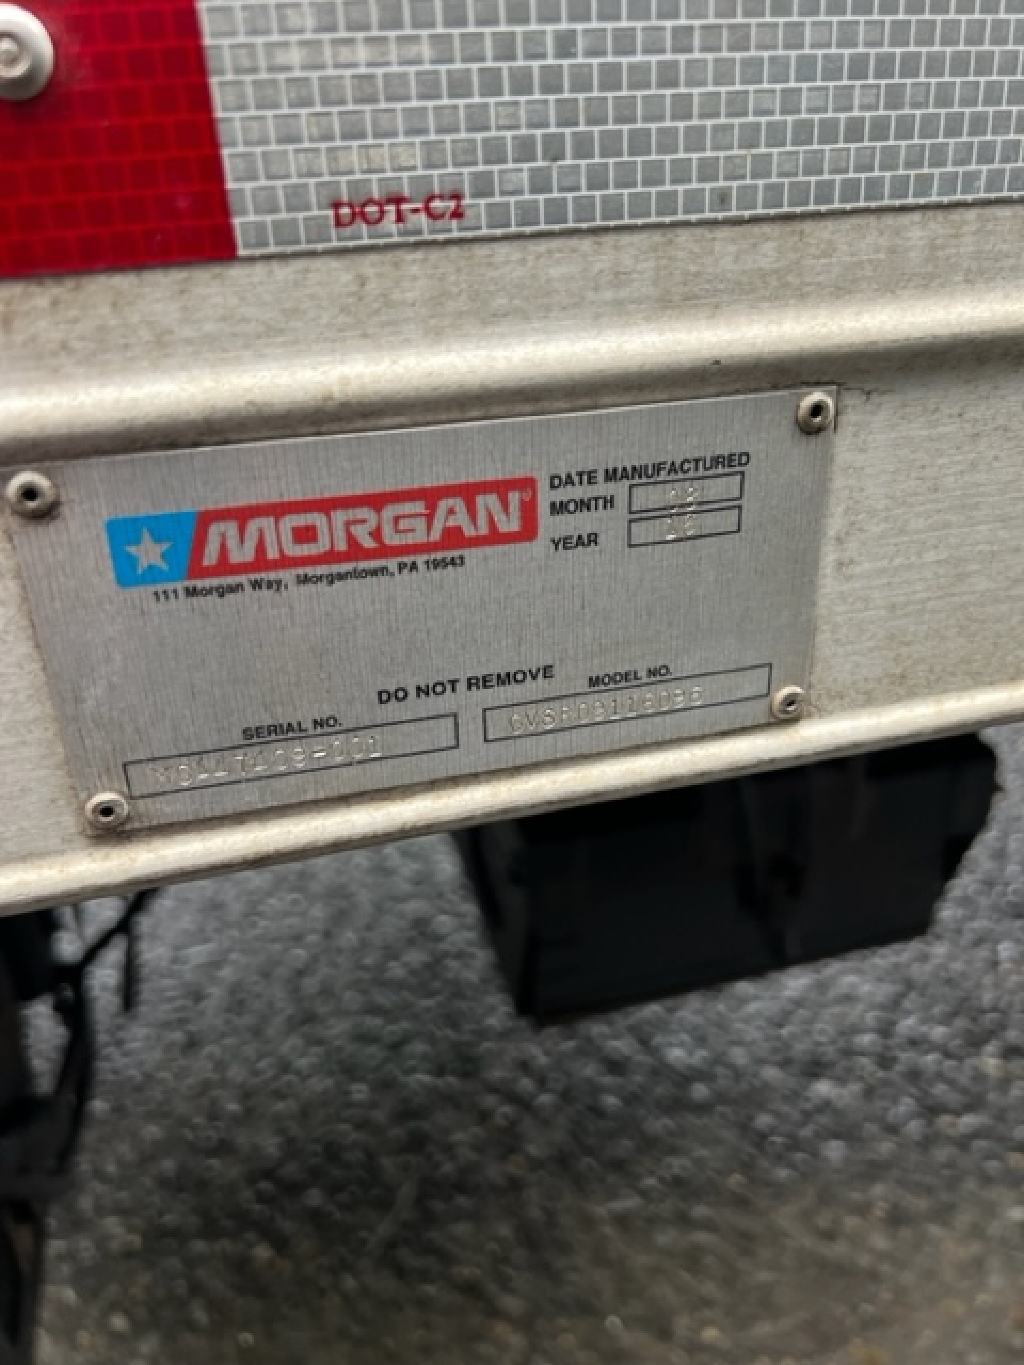 DOT-C2
MORGAN®
111 Morgan Way, Morgantown, PA 19543
DATE MANUFACTURED
MONTH
YEAR
DO NOT REMOVE
SERIAL NO.
MODEL NO.